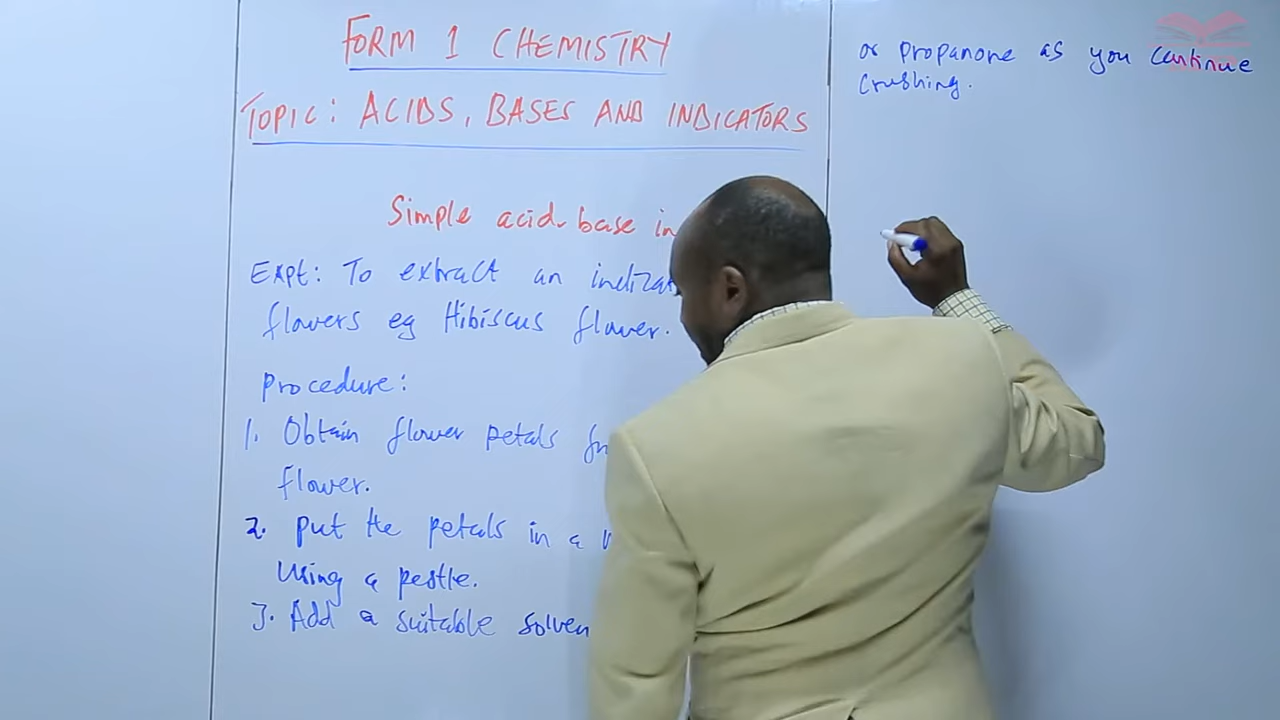 FORM 1 CHEMISTRY
TOPIC: ACIDS, BASES AND INDICATORS
Simple acid-base in
Expt: To extract an indicat
flowers eg Hibiscus flower.
Procedure:
1. Obtain flower petals fr
flower.
2. put the petals in a
Using a pestle.
3. Add a suitable solven
or propanone as you continue
crushing.